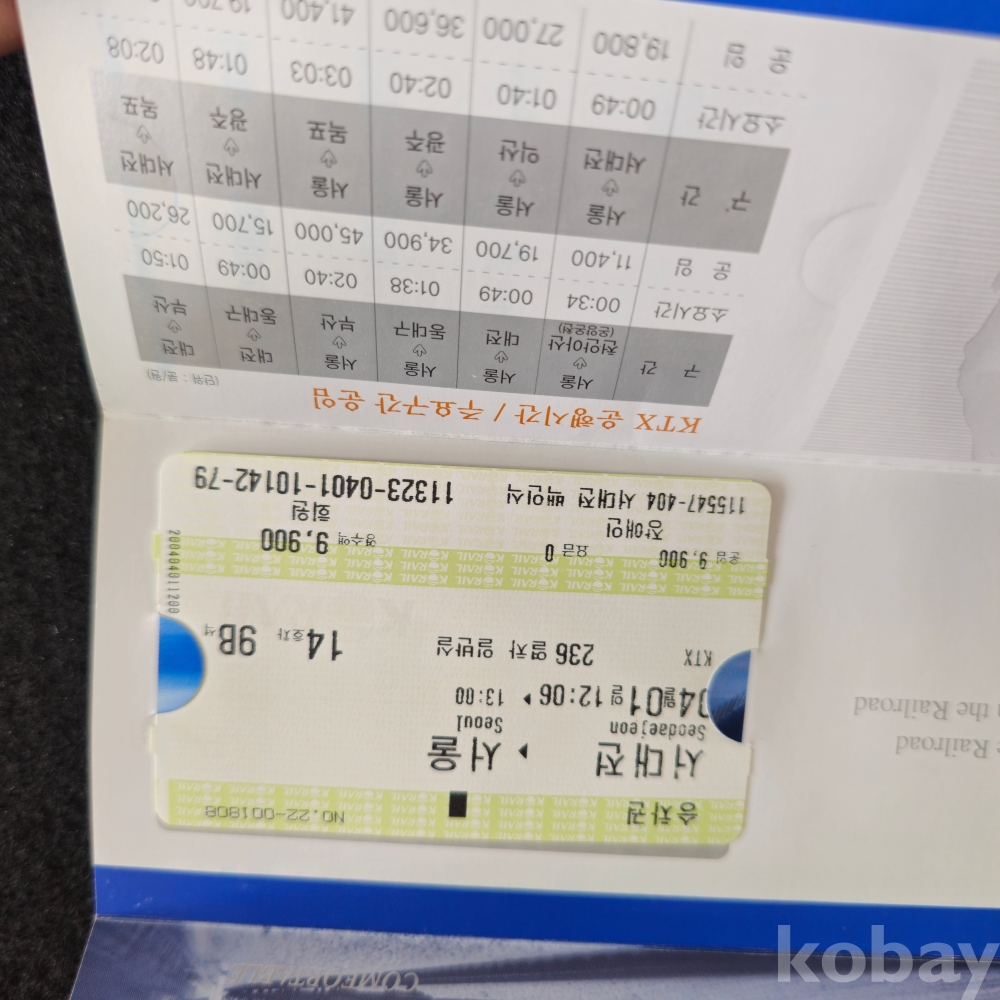 승차권 NO.22-001808
서대전 ▶ 서울
Seodaejeon Seoul
04월01일 12:06 ▶ 13:00
KTX 236 열차 일반실 14호차 9B석
KORAIL KORAIL KORAIL KORAIL KORAIL KORAIL KORAIL
운임 9,900 요금 0 영수액 9,900
장애인 회원
115547-404 서대전 백인식 11323-0401-10142-79
200404011200
the Railroad
KTX 운행시간 / 주요구간 운임
(단위 : 분/원)
구 간 서울 서울 서울 서울 대전 대전
⇩ ⇩ ⇩ ⇩ ⇩ ⇩
천안아산 대전 동대구 부산 동대구 부산
(온양온천)
소요시간 00:34 00:49 01:38 02:40 00:49 01:50
운 임 11,400 19,700 34,900 45,000 15,700 26,200
구 간 서울 서울 서울 서울 서대전 서대전
⇩ ⇩ ⇩ ⇩ ⇩ ⇩
서대전 익산 광주 목포 광주 목포
소요시간 00:49 01:40 02:40 03:03 01:48 02:08
운 임 19,800 27,000 36,600 41,400 19,700
kobay